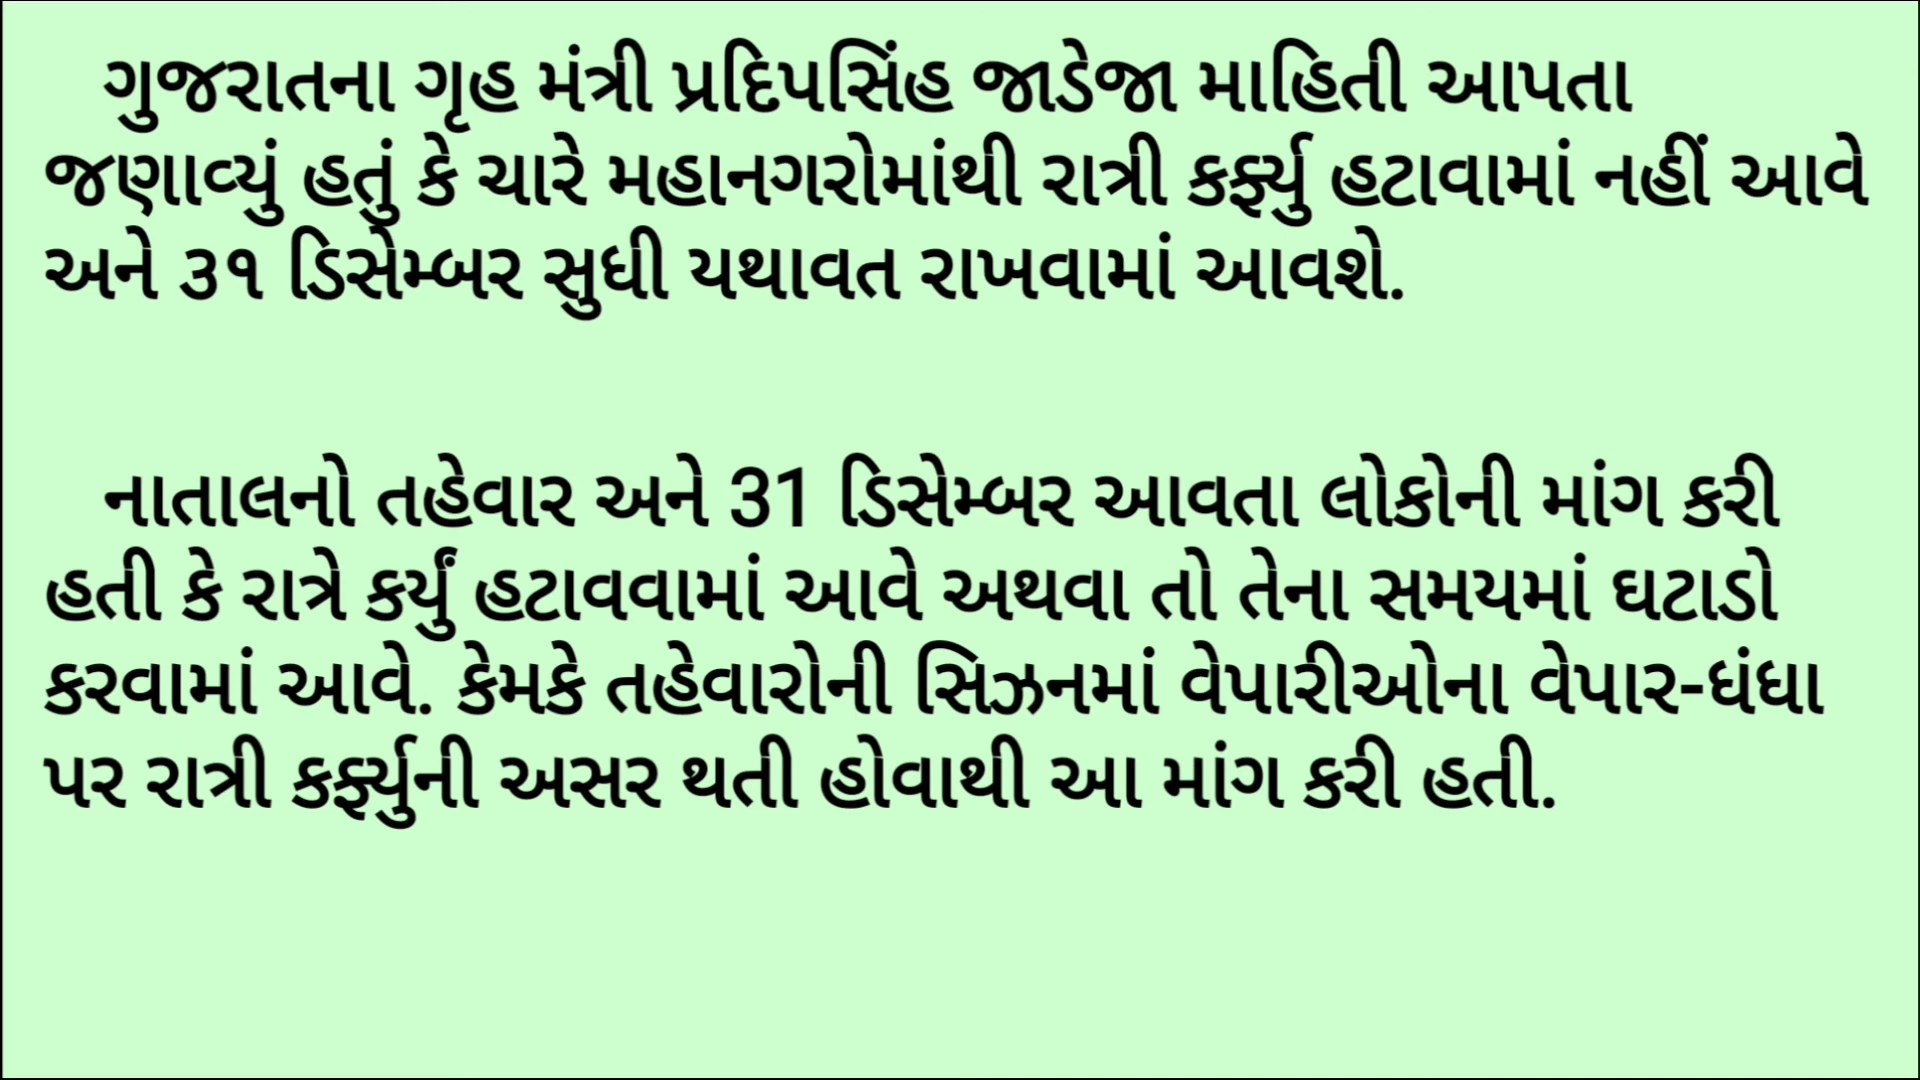 ગુજરાતના ગૃહ મંત્રી પ્રદિપસિંહ જાડેજા માહિતી આપતા
જણાવ્યું હતું કે ચારે મહાનગરોમાંથી રાત્રી કર્ફ્યુ હટાવામાં નહીં આવે
અને ૩૧ ડિસેમ્બર સુધી યથાવત રાખવામાં આવશે.
નાતાલનો તહેવાર અને 31 ડિસેમ્બર આવતા લોકોની માંગ કરી
હતી કે રાત્રે કર્યું હટાવવામાં આવે અથવા તો તેના સમયમાં ઘટાડો
કરવામાં આવે. કેમકે તહેવારોની સિઝનમાં વેપારીઓના વેપાર-ધંધા
પર રાત્રી કર્ફ્યુની અસર થતી હોવાથી આ માંગ કરી હતી.